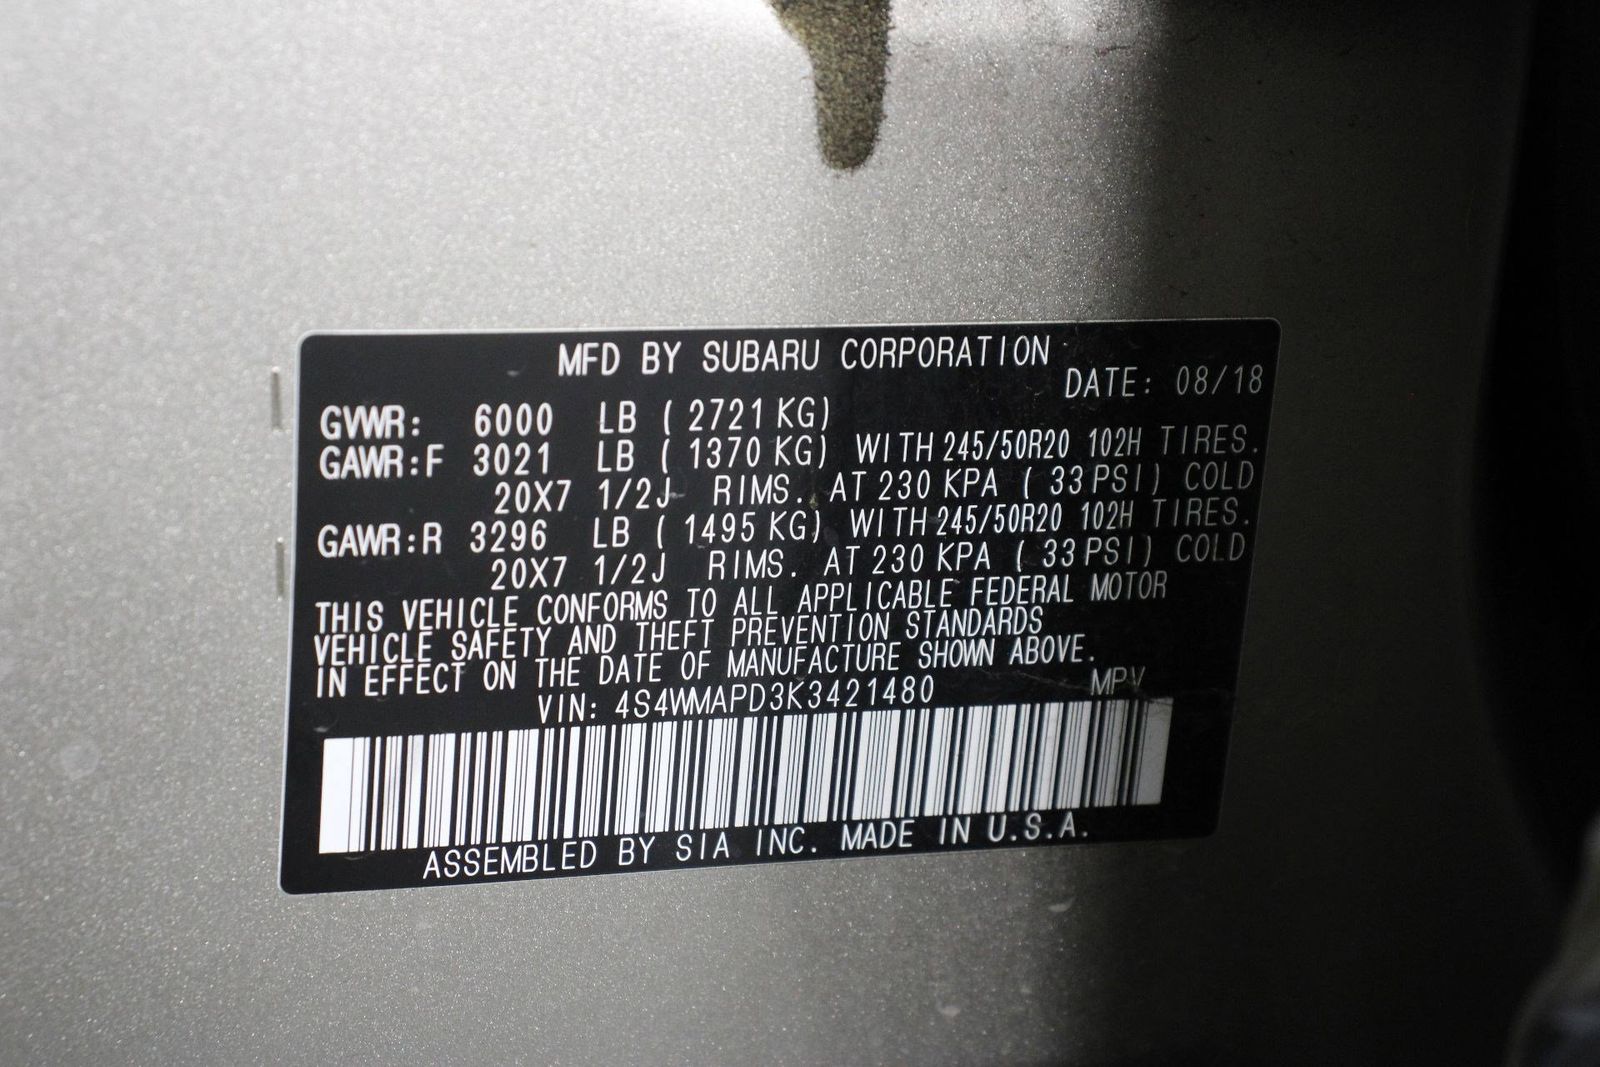 MFD BY SUBARU CORPORATION
DATE: 08/18
GVWR: 6000 LB ( 2721 KG)
GAWR:F 3021 LB ( 1370 KG) WITH 245/50R20 102H TIRES.
20X7 1/2J RIMS. AT 230 KPA ( 33 PSI) COLD
GAWR:R 3296 LB ( 1495 KG) WITH 245/50R20 102H TIRES.
20X7 1/2J RIMS. AT 230 KPA ( 33 PSI) COLD
THIS VEHICLE CONFORMS TO ALL APPLICABLE FEDERAL MOTOR
VEHICLE SAFETY AND THEFT PREVENTION STANDARDS
IN EFFECT ON THE DATE OF MANUFACTURE SHOWN ABOVE.
VIN: 4S4WMAPD3K3421480 MPV
ASSEMBLED BY SIA INC. MADE IN U.S.A.